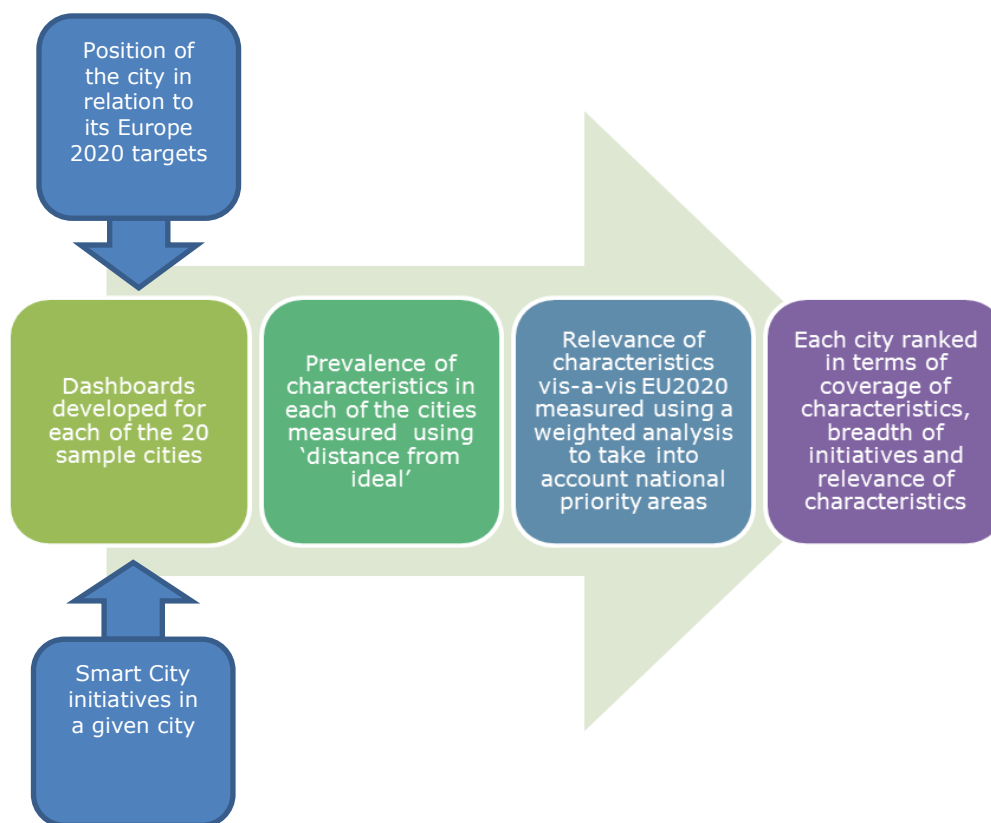 Position of
the city in
relation to
its Europe
2020 targets
Dashboards
developed for
each of the 20
sample cities
Prevalence of
characteristics in
each of the cities
measured using
‘distance from
ideal’
Relevance of
characteristics
vis-a-vis EU2020
measured using a
weighted analysis
to take into
account national
priority areas
Each city ranked
in terms of
coverage of
characteristics,
breadth of
initiatives and
relevance of
characteristics
Smart City
initiatives in
a given city